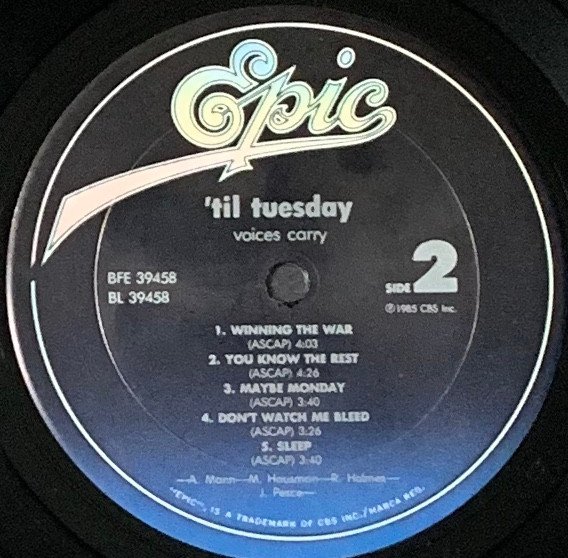 Epic
'til tuesday
voices carry
BFE 39458
BL 39458
SIDE 2
℗1985 CBS Inc.
1. WINNING THE WAR
(ASCAP) 4:03
2. YOU KNOW THE REST
(ASCAP) 4:26
3. MAYBE MONDAY
(ASCAP) 3:40
4. DON'T WATCH ME BLEED
(ASCAP) 3:26
5. SLEEP
(ASCAP) 3:40
—A. Mann—M. Hausman—R. Holmes—
J. Pesce—
—"EPIC", IS A TRADEMARK OF CBS INC./MARCA REG.